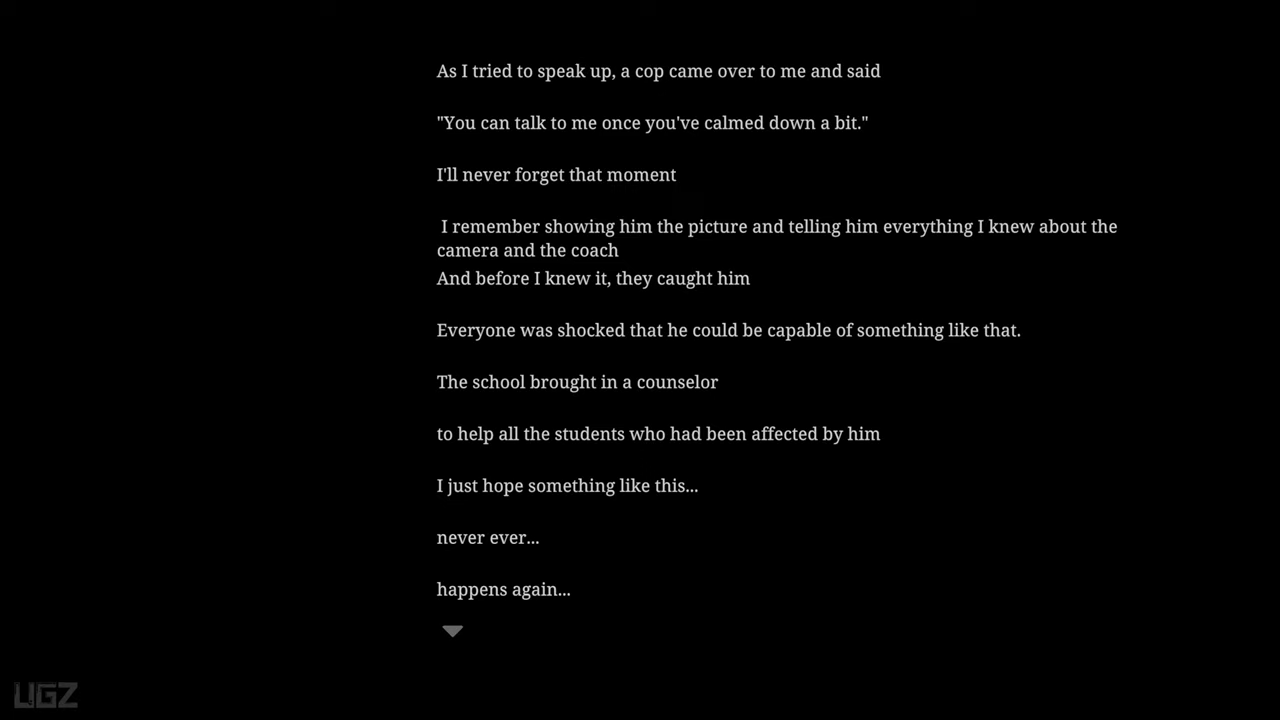 As I tried to speak up, a cop came over to me and said
"You can talk to me once you've calmed down a bit."
I'll never forget that moment
I remember showing him the picture and telling him everything I knew about the
camera and the coach
And before I knew it, they caught him
Everyone was shocked that he could be capable of something like that.
The school brought in a counselor
to help all the students who had been affected by him
I just hope something like this...
never ever...
happens again...
UGZ